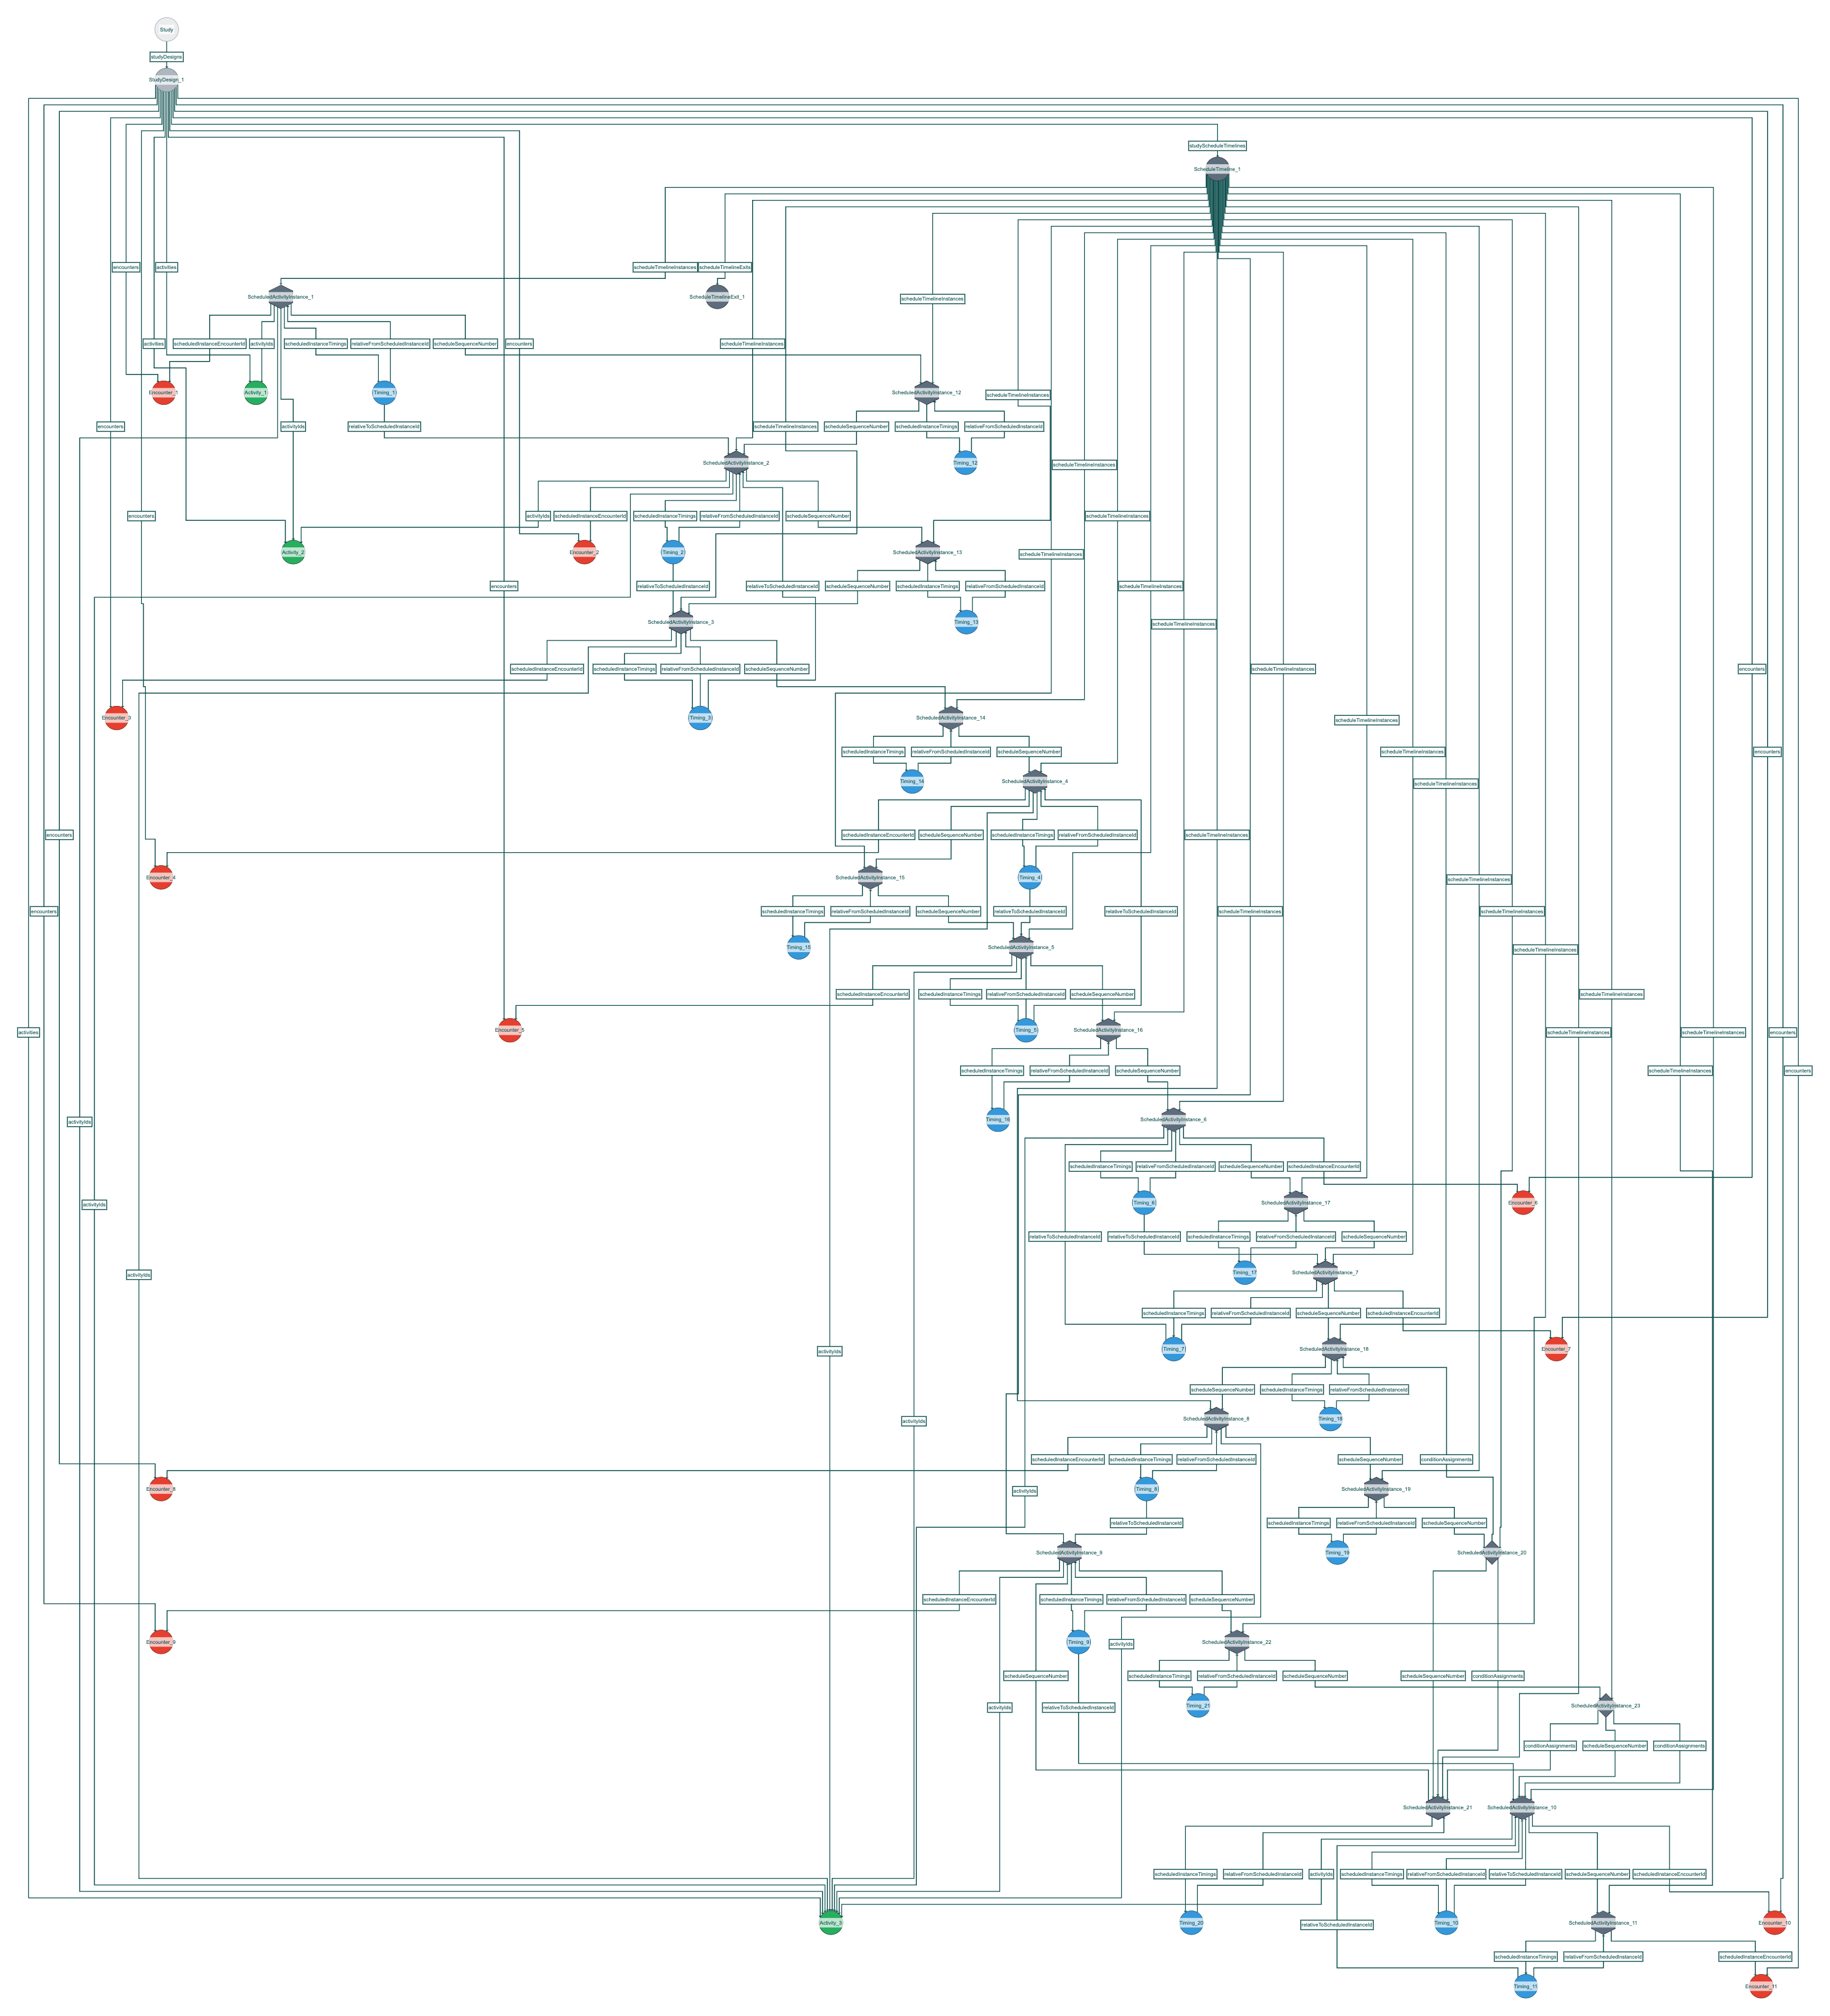 Study
studyDesigns
StudyDesign_1
studyScheduleTimelines
ScheduleTimeline_1
encounters
activities
scheduleTimelineInstances
scheduleTimelineExits
ScheduledActivityInstance_1
ScheduleTimelineExit_1
scheduleTimelineInstances
activities
scheduledInstanceEncounterId
activityIds
scheduledInstanceTimings
relativeFromScheduledInstanceId
scheduleSequenceNumber
encounters
scheduleTimelineInstances
Encounter_1
Activity_1
(Timing_1)
ScheduledActivityInstance_12
scheduleTimelineInstances
encounters
activityIds
relativeToScheduledInstanceId
scheduleTimelineInstances
scheduleSequenceNumber
scheduledInstanceTimings
relativeFromScheduledInstanceId
ScheduledActivityInstance_2
Timing_12
scheduleTimelineInstances
encounters
activityIds
scheduledInstanceEncounterId
scheduledInstanceTimings
relativeFromScheduledInstanceId
scheduleSequenceNumber
scheduleTimelineInstances
Activity_2
Encounter_2
(Timing_2)
ScheduledActivityInstance_13
scheduleTimelineInstances
encounters
relativeToScheduledInstanceId
relativeToScheduledInstanceId
scheduleSequenceNumber
scheduledInstanceTimings
relativeFromScheduledInstanceId
scheduleTimelineInstances
ScheduledActivityInstance_3
Timing_13
scheduleTimelineInstances
scheduledInstanceEncounterId
scheduledInstanceTimings
relativeFromScheduledInstanceId
scheduleSequenceNumber
scheduleTimelineInstances
encounters
Encounter_3
(Timing_3)
ScheduledActivityInstance_14
scheduleTimelineInstances
scheduledInstanceTimings
relativeFromScheduledInstanceId
scheduleSequenceNumber
scheduleTimelineInstances
encounters
Timing_14
ScheduledActivityInstance_4
scheduleTimelineInstances
encounters
scheduledInstanceEncounterId
scheduleSequenceNumber
scheduledInstanceTimings
relativeFromScheduledInstanceId
scheduleTimelineInstances
Encounter_4
ScheduledActivityInstance_15
(Timing_4)
scheduleTimelineInstances
encounters
scheduledInstanceTimings
relativeFromScheduledInstanceId
scheduleSequenceNumber
relativeToScheduledInstanceId
relativeToScheduledInstanceId
scheduleTimelineInstances
scheduleTimelineInstances
Timing_15
ScheduledActivityInstance_5
scheduleTimelineInstances
scheduledInstanceEncounterId
scheduledInstanceTimings
relativeFromScheduledInstanceId
scheduleSequenceNumber
scheduleTimelineInstances
activities
Encounter_5
(Timing_5)
ScheduledActivityInstance_16
scheduleTimelineInstances
scheduleTimelineInstances
encounters
scheduledInstanceTimings
relativeFromScheduledInstanceId
scheduleSequenceNumber
scheduleTimelineInstances
encounters
activityIds
Timing_16
ScheduledActivityInstance_6
scheduledInstanceTimings
relativeFromScheduledInstanceId
scheduleSequenceNumber
scheduledInstanceEncounterId
activityIds
(Timing_6)
ScheduledActivityInstance_17
Encounter_6
relativeToScheduledInstanceId
relativeToScheduledInstanceId
scheduledInstanceTimings
relativeFromScheduledInstanceId
scheduleSequenceNumber
activityIds
Timing_17
ScheduledActivityInstance_7
scheduledInstanceTimings
relativeFromScheduledInstanceId
scheduleSequenceNumber
scheduledInstanceEncounterId
activityIds
(Timing_7)
ScheduledActivityInstance_18
Encounter_7
scheduleSequenceNumber
scheduledInstanceTimings
relativeFromScheduledInstanceId
activityIds
ScheduledActivityInstance_8
Timing_18
scheduledInstanceEncounterId
scheduledInstanceTimings
relativeFromScheduledInstanceId
scheduleSequenceNumber
conditionAssignments
Encounter_8
activityIds
(Timing_8)
ScheduledActivityInstance_19
relativeToScheduledInstanceId
scheduledInstanceTimings
relativeFromScheduledInstanceId
scheduleSequenceNumber
ScheduledActivityInstance_9
Timing_19
ScheduledActivityInstance_20
scheduledInstanceEncounterId
scheduledInstanceTimings
relativeFromScheduledInstanceId
scheduleSequenceNumber
Encounter_9
(Timing_9)
activityIds
ScheduledActivityInstance_22
scheduleSequenceNumber
scheduledInstanceTimings
relativeFromScheduledInstanceId
scheduleSequenceNumber
scheduleSequenceNumber
conditionAssignments
activityIds
relativeToScheduledInstanceId
Timing_21
ScheduledActivityInstance_23
conditionAssignments
scheduleSequenceNumber
conditionAssignments
ScheduledActivityInstance_21
ScheduledActivityInstance_10
scheduledInstanceTimings
relativeFromScheduledInstanceId
activityIds
scheduledInstanceTimings
relativeFromScheduledInstanceId
relativeToScheduledInstanceId
scheduleSequenceNumber
scheduledInstanceEncounterId
Activity_3
Timing_20
relativeToScheduledInstanceId
Timing_10
ScheduledActivityInstance_11
Encounter_10
scheduledInstanceTimings
relativeFromScheduledInstanceId
scheduledInstanceEncounterId
Timing_11
Encounter_11